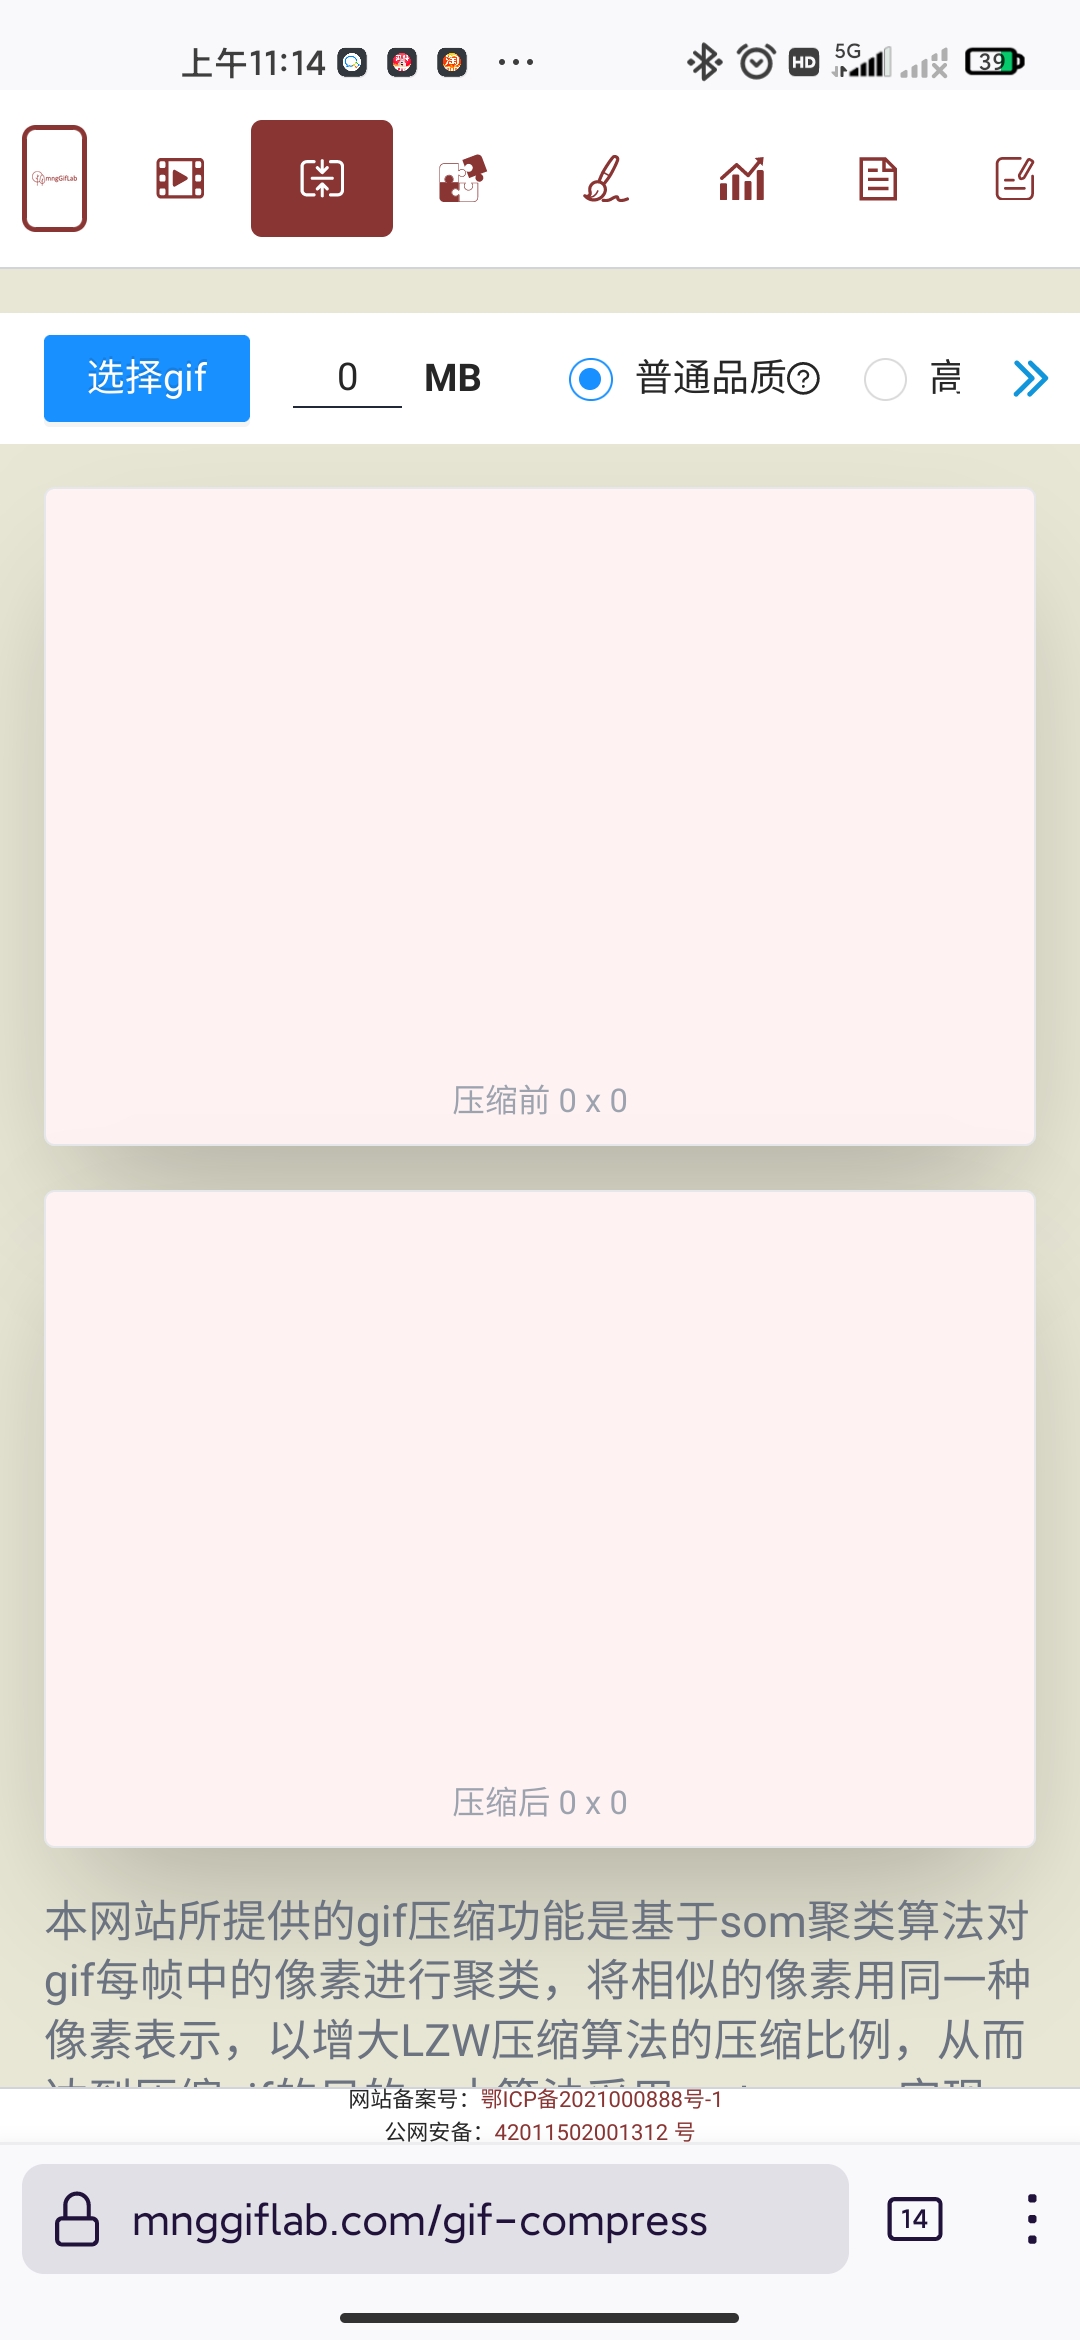 上午11:14
HD 5G 39
mngGifLab
选择gif 0 MB 普通品质 高
压缩前 0 x 0
压缩后 0 x 0
本网站所提供的gif压缩功能是基于som聚类算法对
gif每帧中的像素进行聚类，将相似的像素用同一种
像素表示，以增大LZW压缩算法的压缩比例，从而
网站备案号：鄂ICP备2021000888号-1
公网安备：42011502001312 号
mnggiflab.com/gif-compress 14